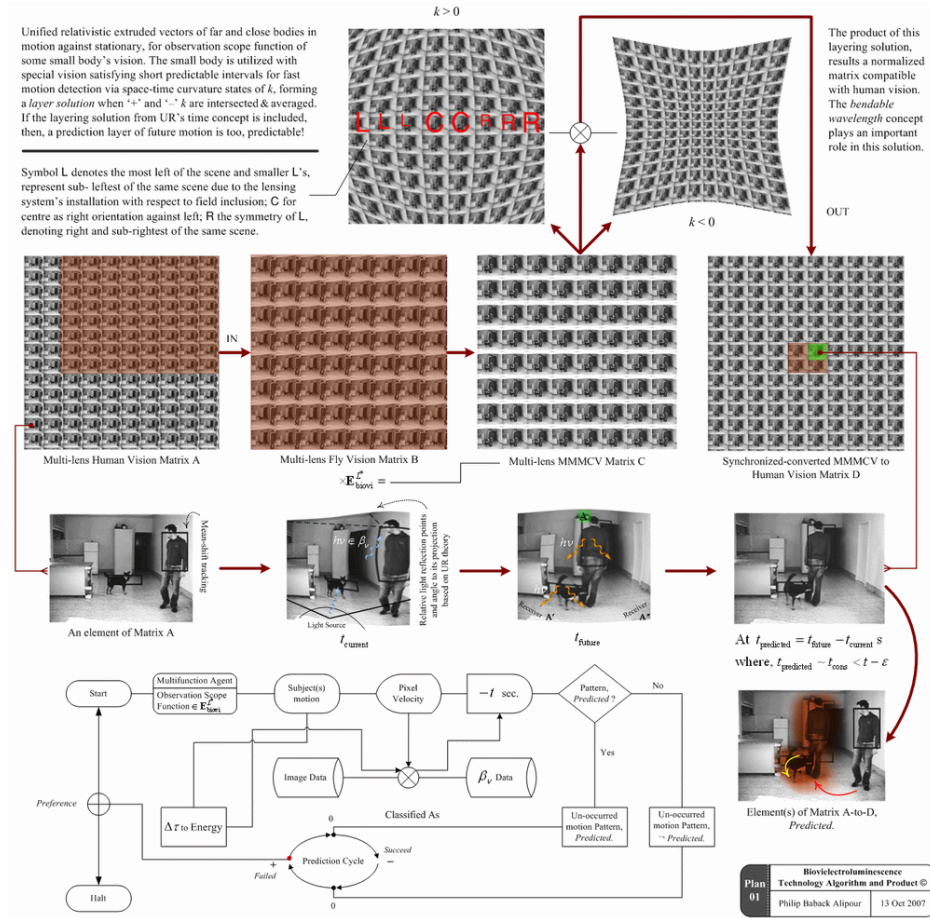 k > 0
Unified relativistic extruded vectors of far and close bodies in
motion against stationary, for observation scope function of
some small body's vision. The small body is utilized with
special vision satisfying short predictable intervals for fast
motion detection via space-time curvature states of k, forming
a layer solution when ‘+’ and ‘–’ k are intersected & averaged.
If the layering solution from UR's time concept is included,
then, a prediction layer of future motion is too, predictable!
Symbol L denotes the most left of the scene and smaller L's,
represent sub- leftest of the same scene due to the lensing
system's installation with respect to field inclusion; C for
centre as right orientation against left; R the symmetry of L,
denoting right and sub-rightest of the same scene.
L L L C C R R R
k < 0
The product of this
layering solution,
results a normalized
matrix compatible
with human vision.
The bendable
wavelength concept
plays an important
role in this solution.
OUT
IN
Multi-lens Human Vision Matrix A
Multi-lens Fly Vision Matrix B
Multi-lens MMMCV Matrix C
Synchronized-converted MMMCV to
Human Vision Matrix D
×E^ℒ*_biovi =
Mean-shift tracking
An element of Matrix A
hν ∈ β_v
Light Source
t_current
Relative light reflection points
and angle to its projection
based on UR theory
A
hν
hν
Receiver A'
Receiver A"
t_future
At t_predicted = t_future − t_current s
where, t_predicted ~ t_cons < t − ε
Element(s) of Matrix A-to-D,
Predicted.
Start
Multifunction Agent
Observation Scope
Function ∈ E^ℒ*_biovi
Subject(s)
motion
Pixel
Velocity
−t sec.
Pattern,
Predicted ?
No
Yes
Image Data
β_v Data
Preference
Δτ to Energy
Classified As
Un-occurred
motion Pattern,
Predicted.
Un-occurred
motion Pattern,
¬ Predicted.
0
Prediction Cycle
+
Failed
Succeed
−
0
Halt
Plan
01
Biovielectroluminescence
Technology Algorithm and Product ©
Philip Baback Alipour
13 Oct 2007